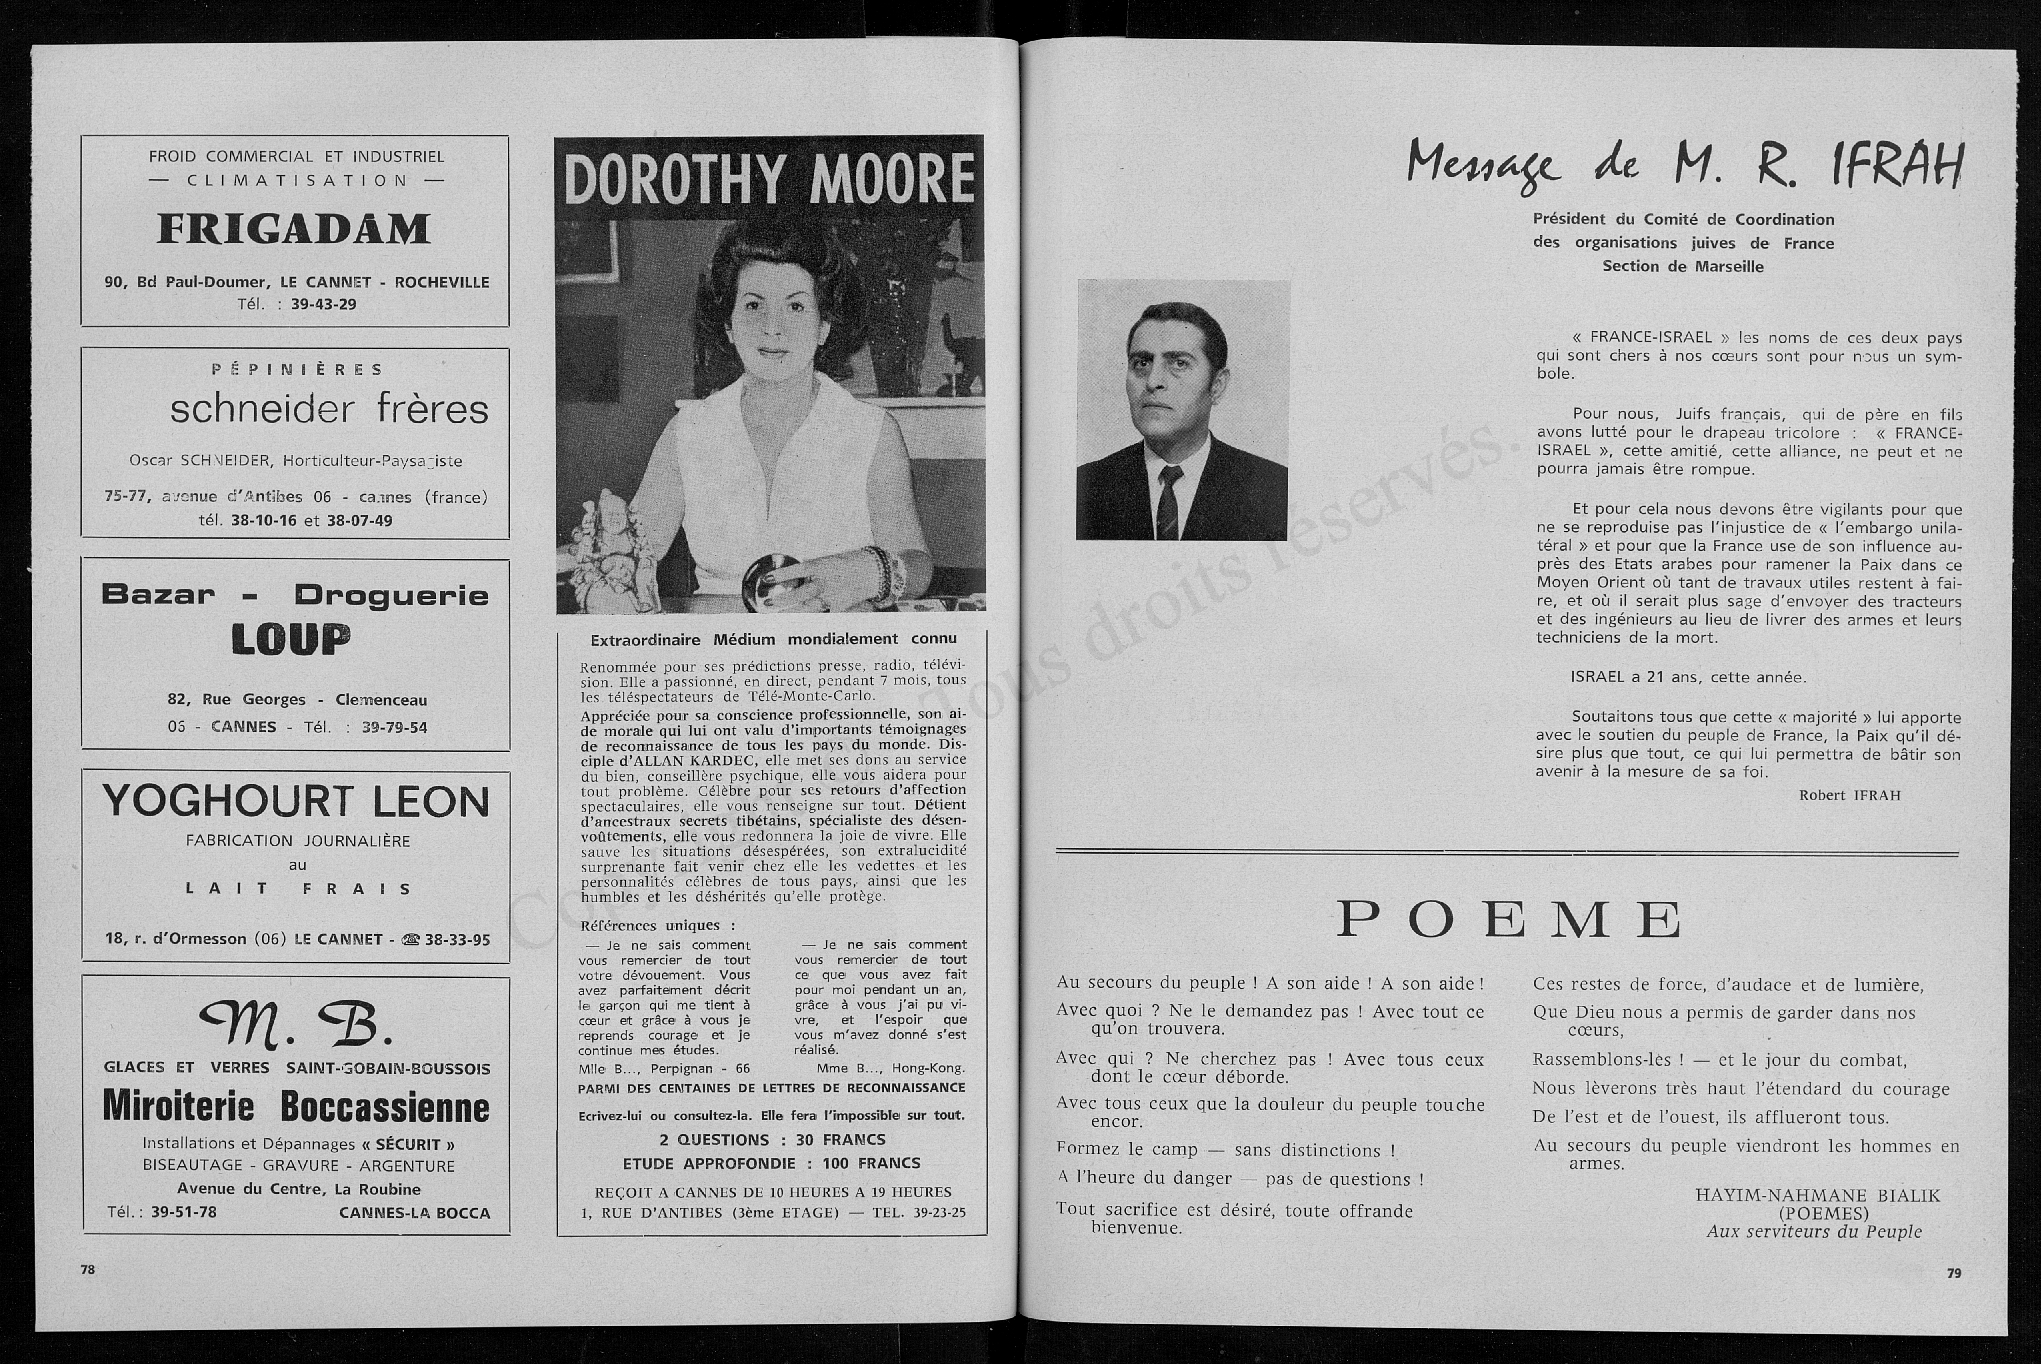 FROID COMMERCIAL ET INDUSTRIEL
— CLIMATISATION —
FRIGADAM
90, Bd Paul-Doumer, LE CANNET - ROCHEVILLE
Tél. : 39-43-29
PÉPINIÈRES
schneider frères
Oscar SCHNEIDER, Horticulteur-Paysagiste
75-77, avenue d'Antibes 06 - cannes (france)
tél. 38-10-16 et 38-07-49
Bazar - Droguerie
LOUP
82, Rue Georges - Clemenceau
06 - CANNES - Tél. : 39-79-54
YOGHOURT LEON
FABRICATION JOURNALIÈRE
au
LAIT FRAIS
18, r. d'Ormesson (06) LE CANNET - ☎ 38-33-95
M. B.
GLACES ET VERRES SAINT-GOBAIN-BOUSSOIS
Miroiterie Boccassienne
Installations et Dépannages « SÉCURIT »
BISEAUTAGE - GRAVURE - ARGENTURE
Avenue du Centre, La Roubine
Tél. : 39-51-78 CANNES-LA BOCCA
78
DOROTHY MOORE
Extraordinaire Médium mondialement connu
Renommée pour ses prédictions presse, radio, télévi-
sion. Elle a passionné, en direct, pendant 7 mois, tous
les téléspectateurs de Télé-Monte-Carlo.
Appréciée pour sa conscience professionnelle, son ai-
de morale qui lui ont valu d'importants témoignages
de reconnaissance de tous les pays du monde. Dis-
ciple d'ALLAN KARDEC, elle met ses dons au service
du bien, conseillère psychique, elle vous aidera pour
tout problème. Célèbre pour ses retours d'affection
spectaculaires, elle vous renseigne sur tout. Détient
d'ancestraux secrets tibétains, spécialiste des désen-
voûtements, elle vous redonnera la joie de vivre. Elle
sauve les situations désespérées, son extralucidité
surprenante fait venir chez elle les vedettes et les
personnalités célèbres de tous pays, ainsi que les
humbles et les déshérités qu'elle protège.
Références uniques :
— Je ne sais comment
vous remercier de tout
votre dévouement. Vous
avez parfaitement décrit
le garçon qui me tient à
cœur et grâce à vous je
reprends courage et je
continue mes études.
Mlle B..., Perpignan - 66
— Je ne sais comment
vous remercier de tout
ce que vous avez fait
pour moi pendant un an,
grâce à vous j'ai pu vi-
vre, et l'espoir que
vous m'avez donné s'est
réalisé.
Mme B..., Hong-Kong.
PARMI DES CENTAINES DE LETTRES DE RECONNAISSANCE
Ecrivez-lui ou consultez-la. Elle fera l'impossible sur tout.
2 QUESTIONS : 30 FRANCS
ETUDE APPROFONDIE : 100 FRANCS
REÇOIT A CANNES DE 10 HEURES A 19 HEURES
1, RUE D'ANTIBES (3ème ETAGE) — TEL. 39-23-25
Message de M. R. IFRAH
Président du Comité de Coordination
des organisations juives de France
Section de Marseille
« FRANCE-ISRAEL » les noms de ces deux pays
qui sont chers à nos cœurs sont pour nous un sym-
bole.
Pour nous, Juifs français, qui de père en fils
avons lutté pour le drapeau tricolore : « FRANCE-
ISRAEL », cette amitié, cette alliance, ne peut et ne
pourra jamais être rompue.
Et pour cela nous devons être vigilants pour que
ne se reproduise pas l'injustice de « l'embargo unila-
téral » et pour que la France use de son influence au-
près des Etats arabes pour ramener la Paix dans ce
Moyen Orient où tant de travaux utiles restent à fai-
re, et où il serait plus sage d'envoyer des tracteurs
et des ingénieurs au lieu de livrer des armes et leurs
techniciens de la mort.
ISRAEL a 21 ans, cette année.
Soutaitons tous que cette « majorité » lui apporte
avec le soutien du peuple de France, la Paix qu'il dé-
sire plus que tout, ce qui lui permettra de bâtir son
avenir à la mesure de sa foi.
Robert IFRAH
POEME
Au secours du peuple ! A son aide ! A son aide !
Avec quoi ? Ne le demandez pas ! Avec tout ce
qu'on trouvera.
Avec qui ? Ne cherchez pas ! Avec tous ceux
dont le cœur déborde.
Avec tous ceux que la douleur du peuple touche
encor.
Formez le camp — sans distinctions !
A l'heure du danger — pas de questions !
Tout sacrifice est désiré, toute offrande
bienvenue.
Ces restes de force, d'audace et de lumière,
Que Dieu nous a permis de garder dans nos
cœurs,
Rassemblons-les ! — et le jour du combat,
Nous lèverons très haut l'étendard du courage
De l'est et de l'ouest, ils afflueront tous.
Au secours du peuple viendront les hommes en
armes.
HAYIM-NAHMANE BIALIK
(POEMES)
Aux serviteurs du Peuple
79
Tous droits réservés.